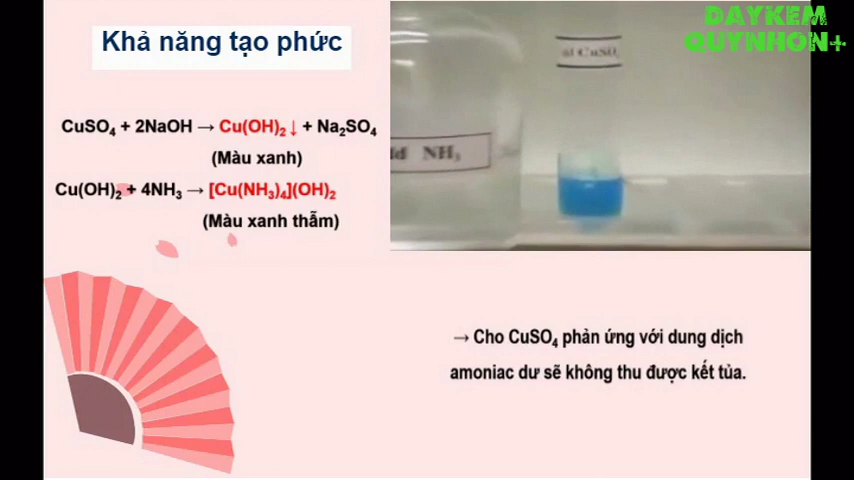 Khả năng tạo phức
CuSO₄ + 2NaOH → Cu(OH)₂↓ + Na₂SO₄
(Màu xanh)
Cu(OH)₂ + 4NH₃ → [Cu(NH₃)₄](OH)₂
(Màu xanh thẫm)
DAYKEM
QUYNHON+
CuSO₄
NH₃
→ Cho CuSO₄ phản ứng với dung dịch
amoniac dư sẽ không thu được kết tủa.